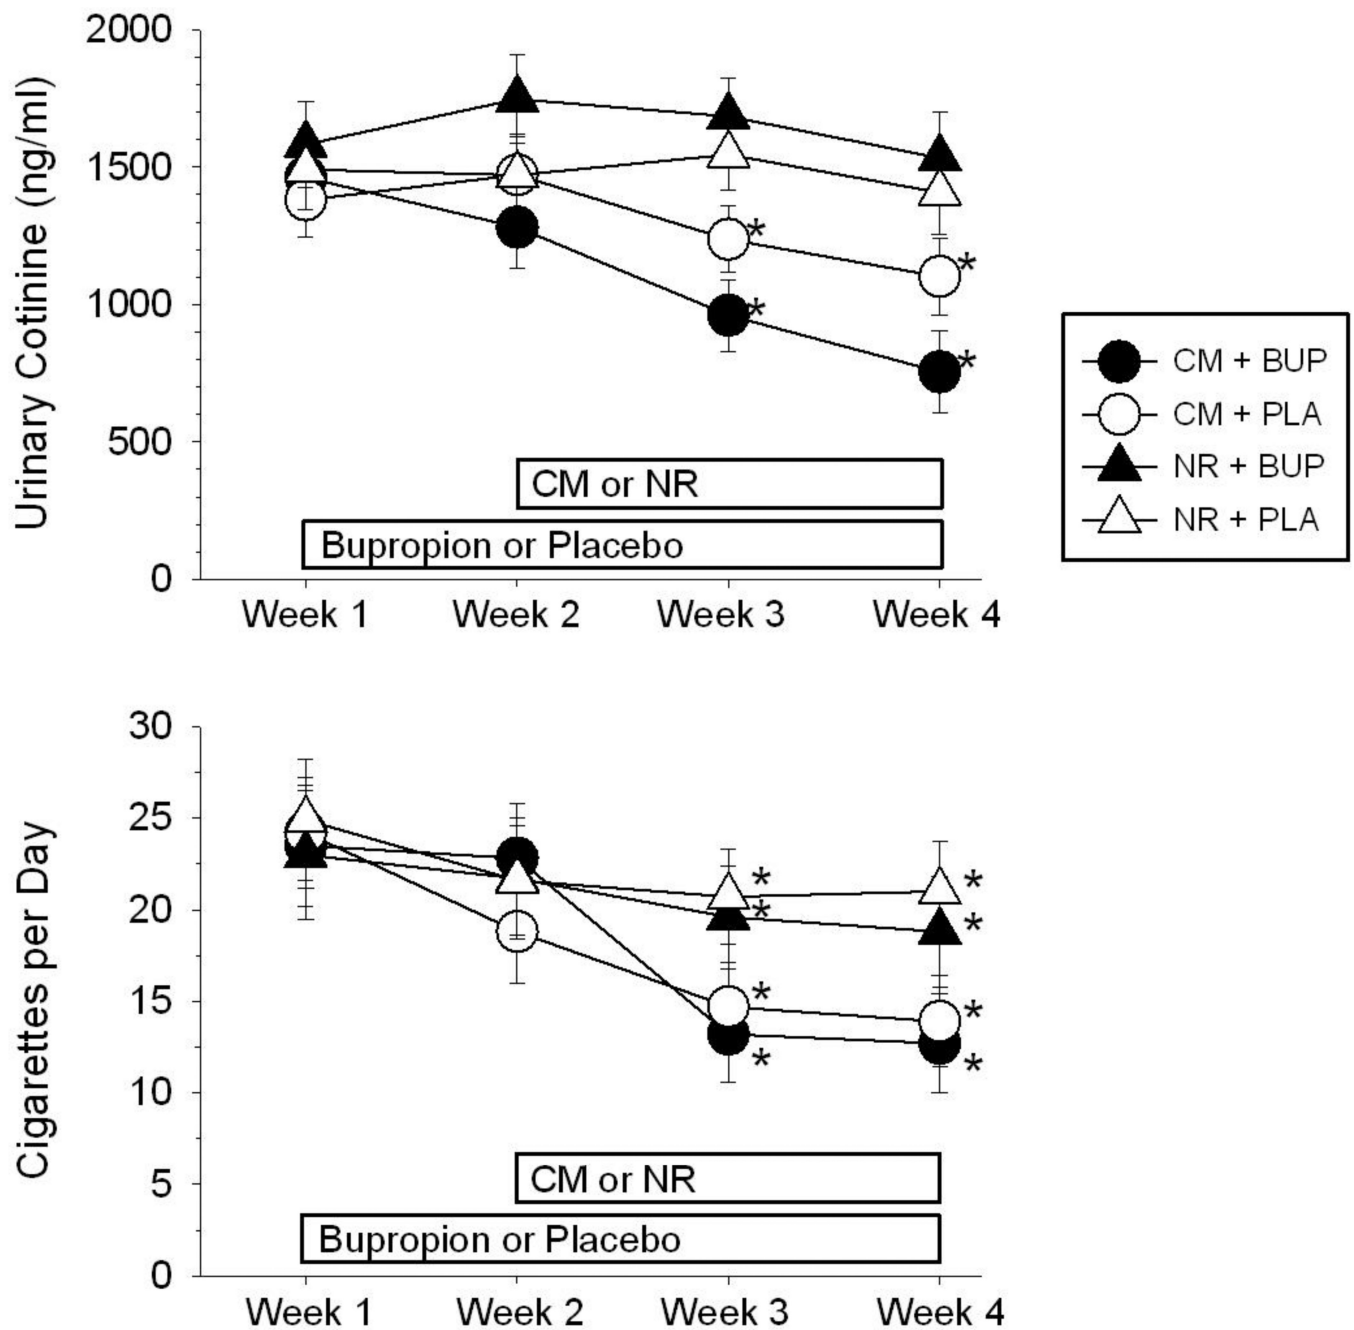 Urinary Cotinine (ng/ml)
2000
1500
1000
500
0
*
*
*
*
CM or NR
Bupropion or Placebo
Week 1 Week 2 Week 3 Week 4
CM + BUP
CM + PLA
NR + BUP
NR + PLA
Cigarettes per Day
30
25
20
15
10
5
0
*
*
*
*
*
*
*
*
CM or NR
Bupropion or Placebo
Week 1 Week 2 Week 3 Week 4